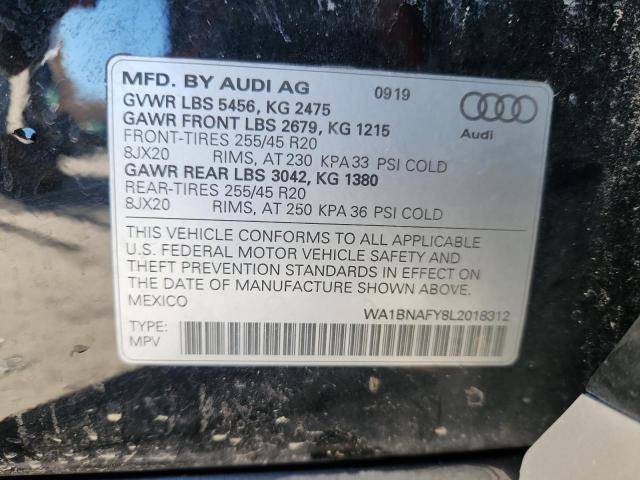 MFD. BY AUDI AG 0919
GVWR LBS 5456, KG 2475
GAWR FRONT LBS 2679, KG 1215
FRONT-TIRES 255/45 R20
8JX20 RIMS, AT 230 KPA 33 PSI COLD
GAWR REAR LBS 3042, KG 1380
REAR-TIRES 255/45 R20
8JX20 RIMS, AT 250 KPA 36 PSI COLD
Audi
THIS VEHICLE CONFORMS TO ALL APPLICABLE
U.S. FEDERAL MOTOR VEHICLE SAFETY AND
THEFT PREVENTION STANDARDS IN EFFECT ON
THE DATE OF MANUFACTURE SHOWN ABOVE.
MEXICO
WA1BNAFY8L2018312
TYPE:
MPV